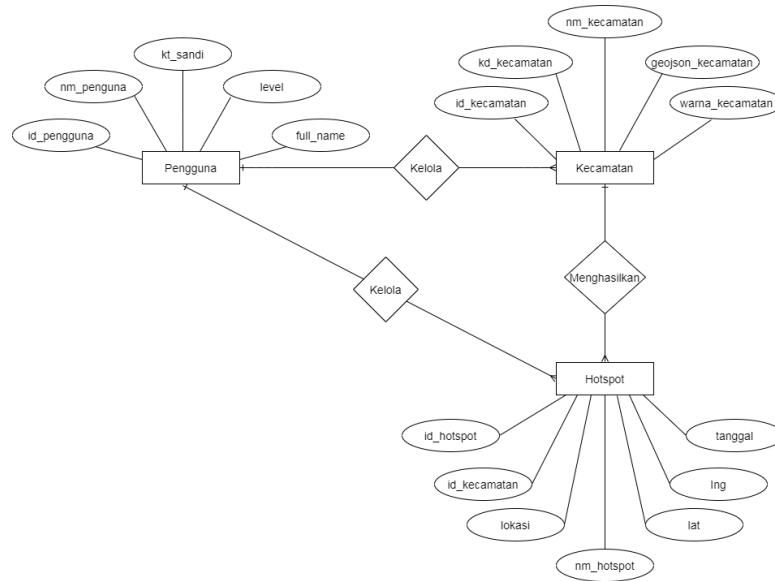 nm_kecamatan
kt_sandi
kd_kecamatan
geojson_kecamatan
nm_penguna
level
id_kecamatan
warna_kecamatan
id_pengguna
full_name
Pengguna
Kelola
Kecamatan
Menghasilkan
Kelola
Hotspot
id_hotspot
tanggal
id_kecamatan
lng
lokasi
lat
nm_hotspot